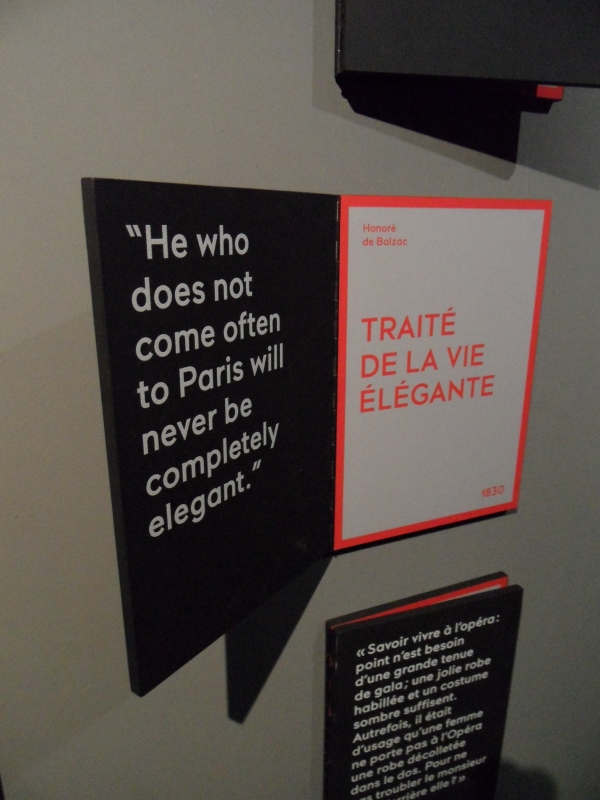 “He who
does not
come often
to Paris will
never be
completely
elegant.”
Honoré
de Balzac
TRAITÉ
DE LA VIE
ÉLÉGANTE
1830
« Savoir vivre à l’opéra :
point n’est besoin
d’une grande tenue
de gala ; une jolie robe
habillée et un costume
sombre suffisent.
Autrefois, il était
d’usage qu’une femme
ne porte pas à l’Opéra
une robe décolletée
dans le dos. Pour ne
pas troubler le monsieur
derrière elle ? »